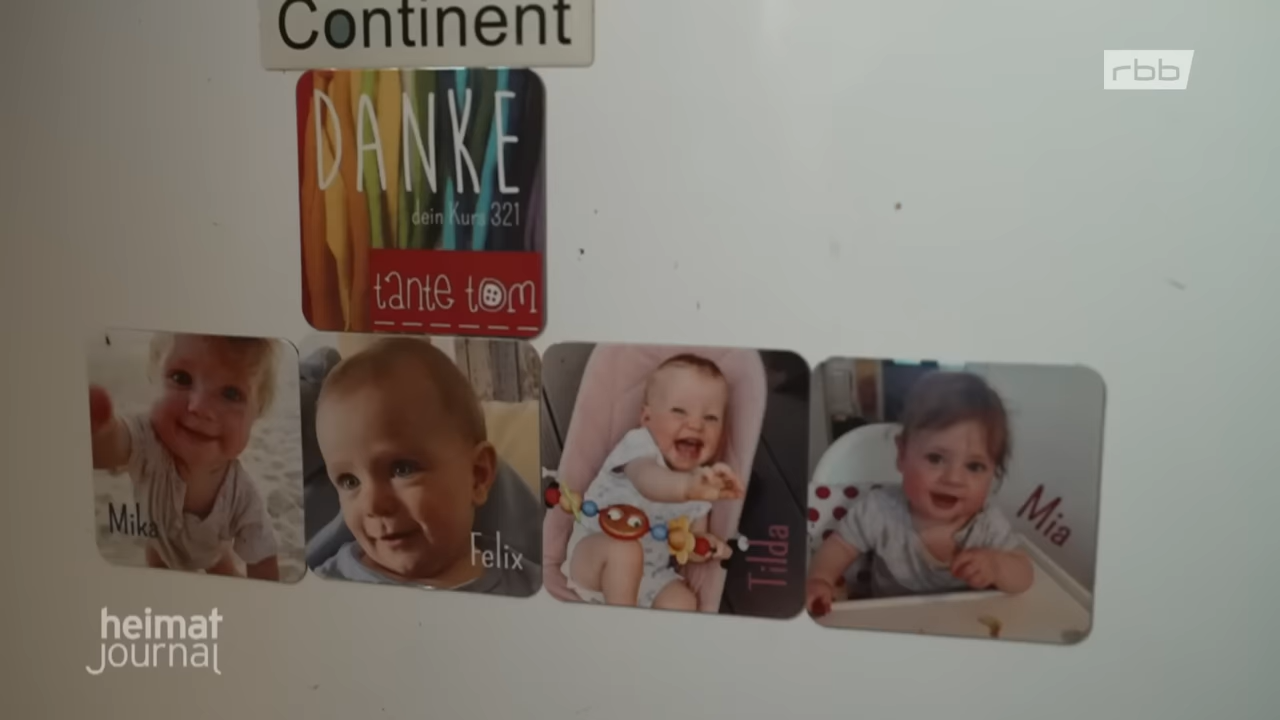 Continent
rbb
DANKE
dein Kurs 321
tante tom
Mika
Felix
Tilda
Mia
heimat
journal